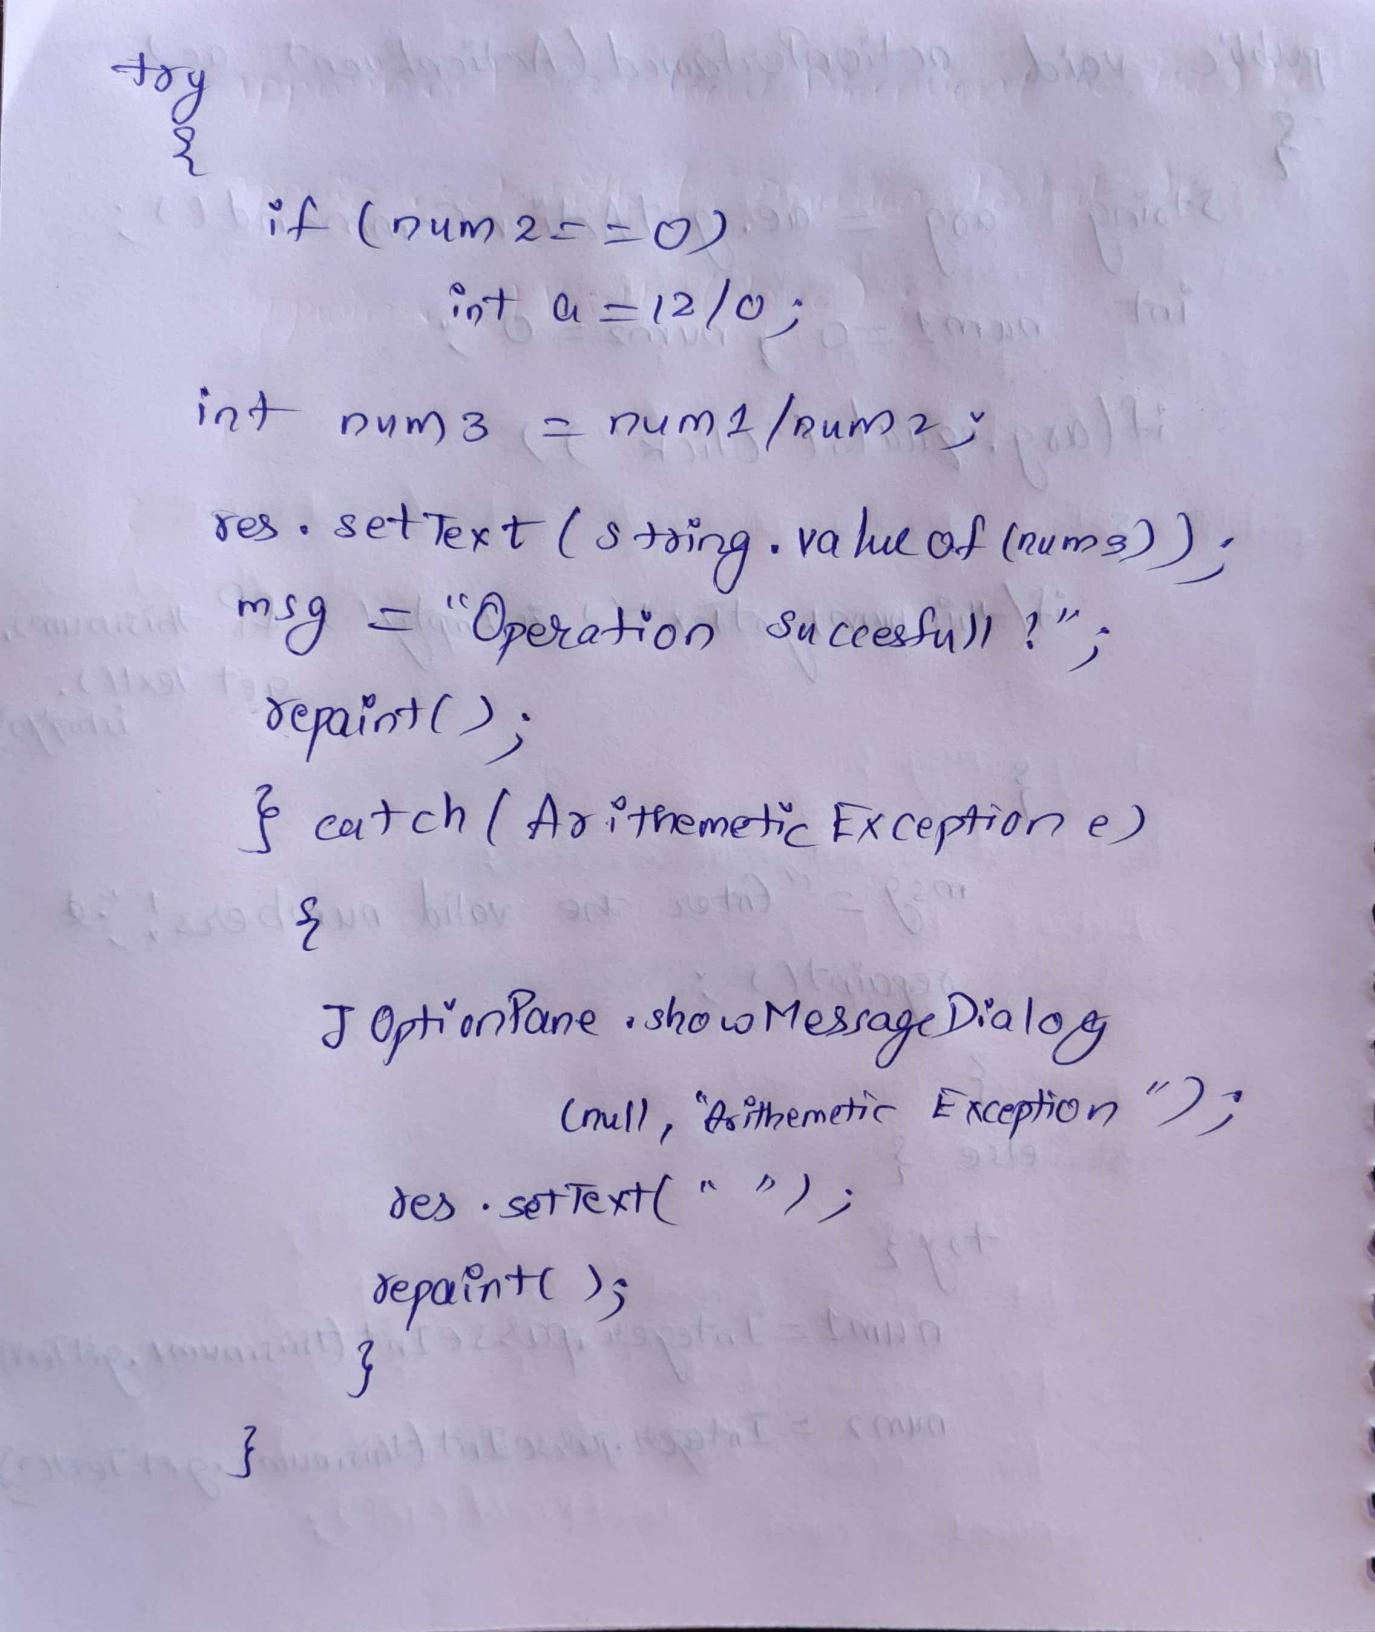 try
{
if (num2==0)
int a=12/0;
int num3 = num1/num2;
res.setText(string.valueof(num3));
msg = "Operation Succesfull!";
repaint();
} catch(ArithemeticException e)
{
JOptionPane.showMessageDialog
(null, "Arithemetic Exception");
res.setText(" ");
repaint();
}
}